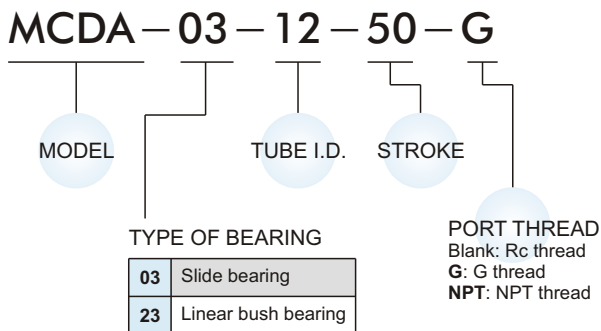 MCDA－03－12－50－G
MODEL
TUBE I.D.
STROKE
TYPE OF BEARING
03 Slide bearing
23 Linear bush bearing
PORT THREAD
Blank: Rc thread
G: G thread
NPT: NPT thread